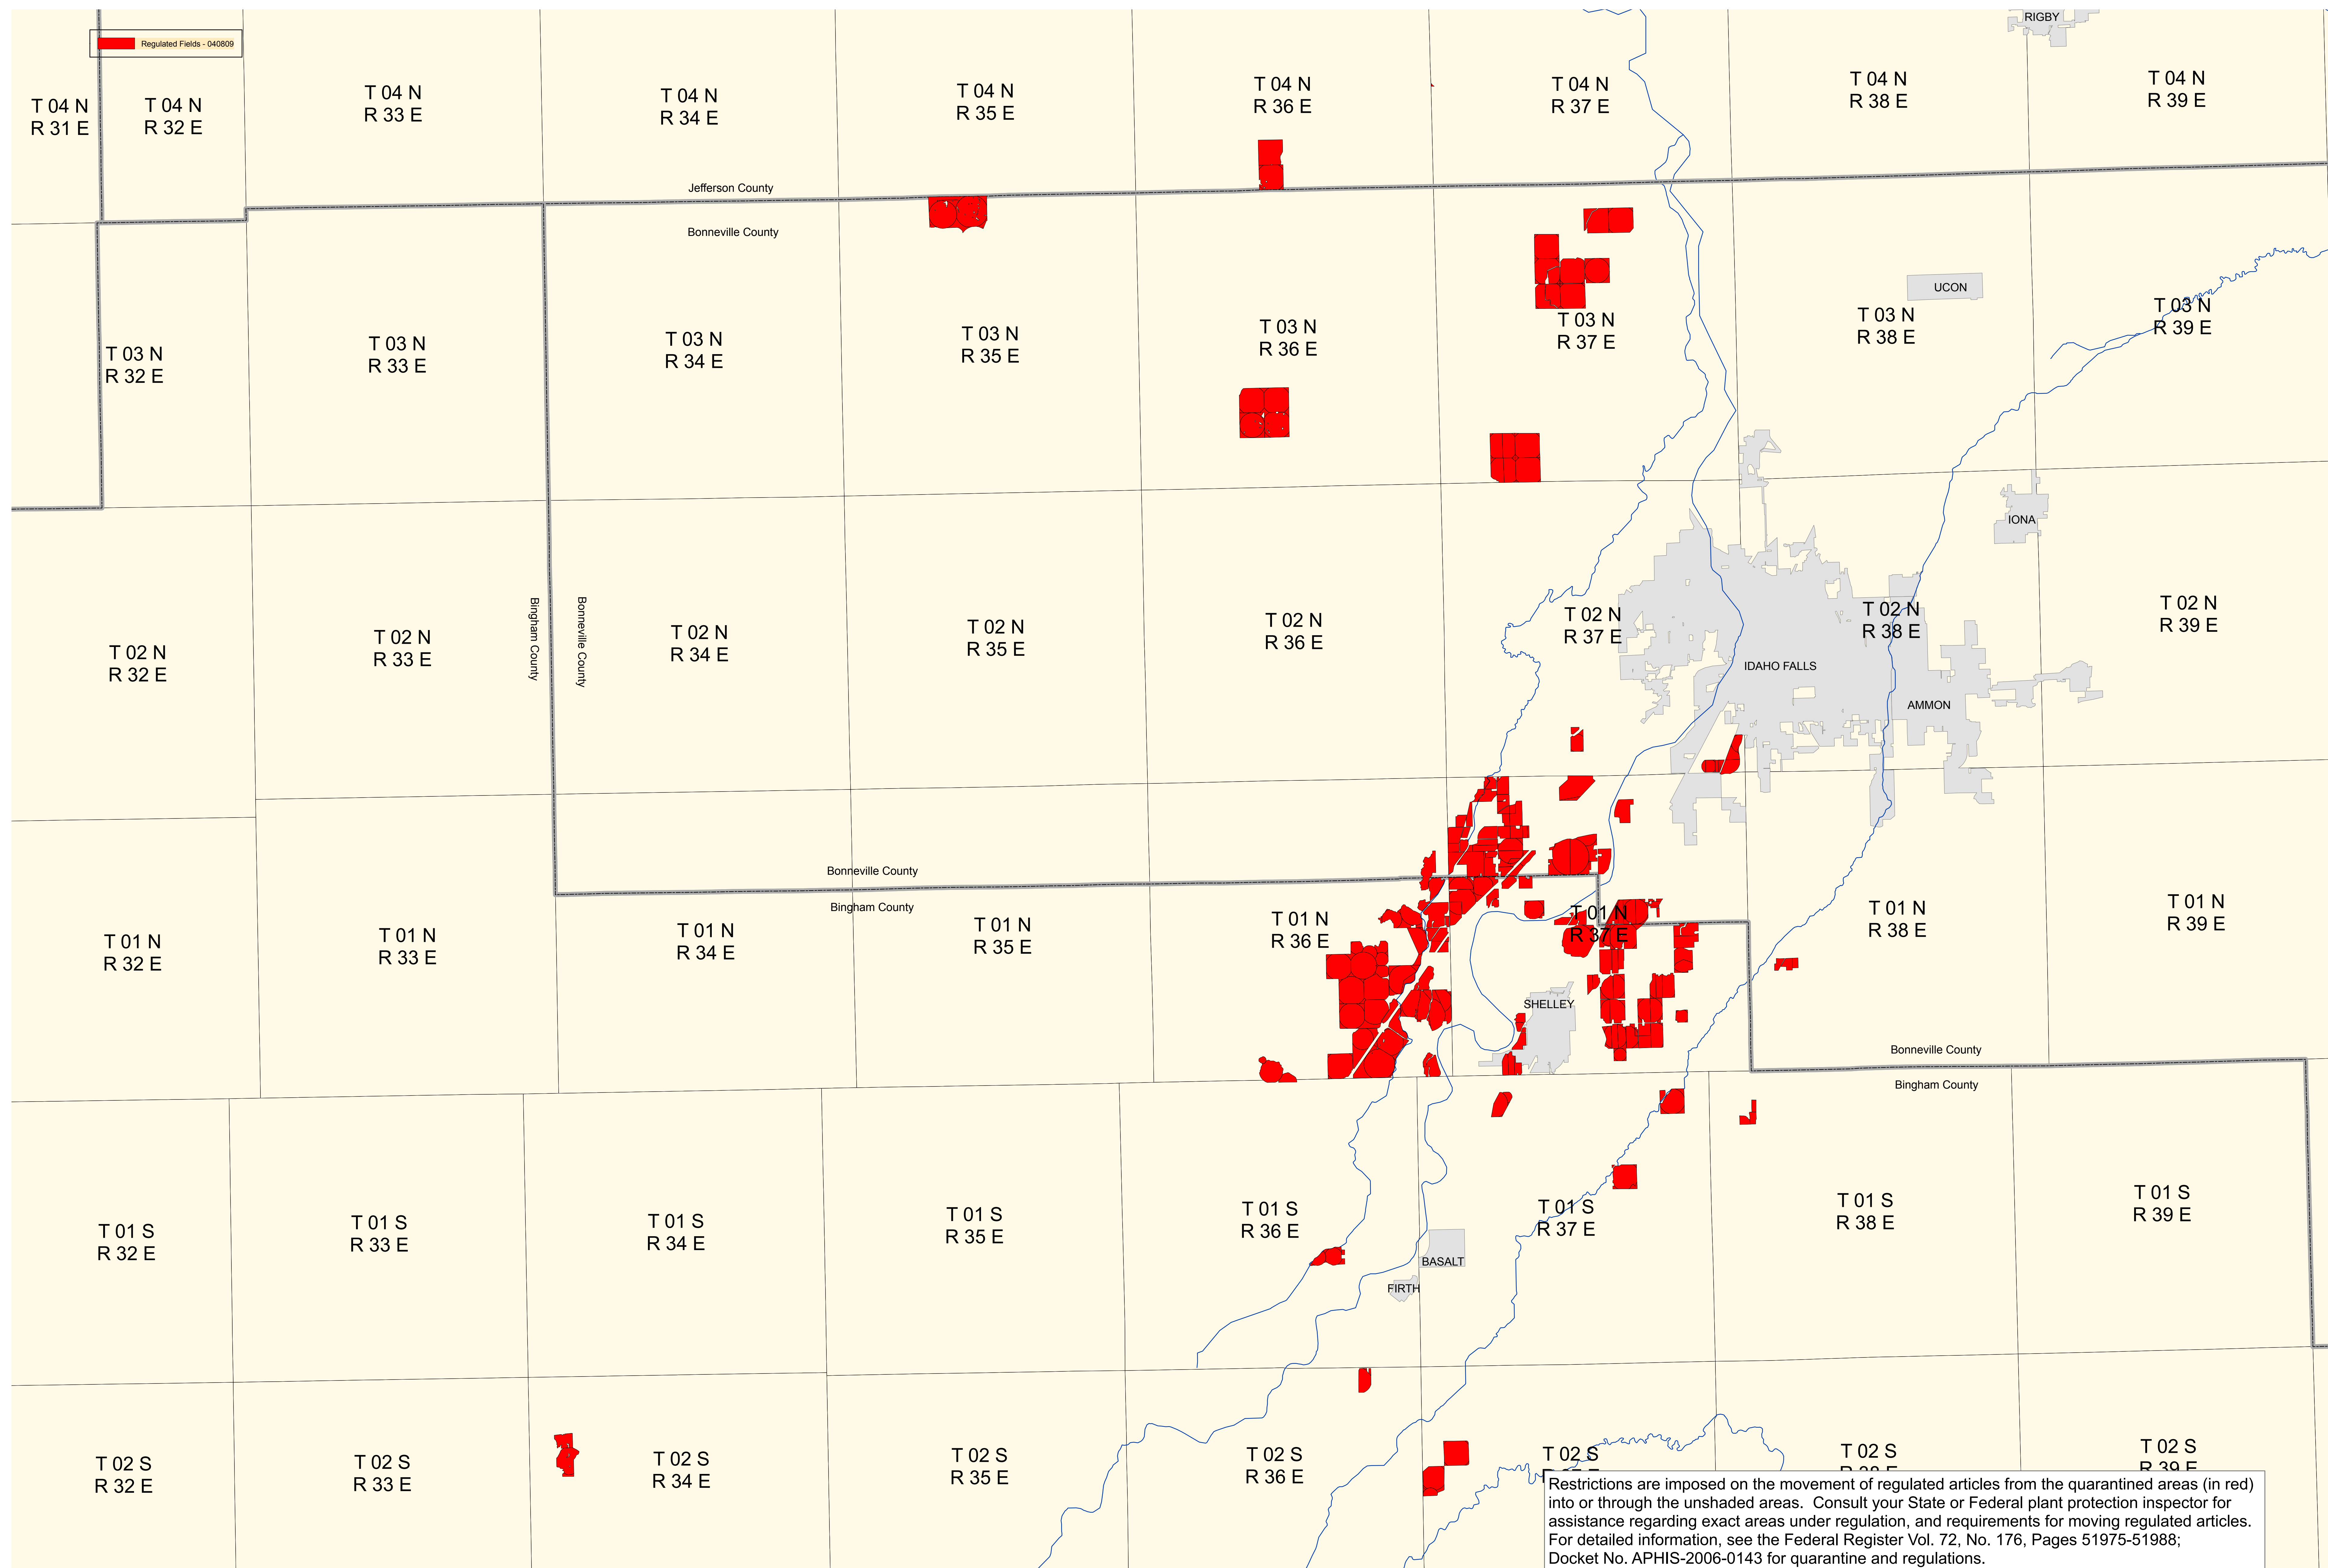 RIGBY
Regulated Fields - 040809
T 04 N
R 31 E
T 04 N
R 32 E
T 04 N
R 33 E
T 04 N
R 34 E
T 04 N
R 35 E
T 04 N
R 36 E
T 04 N
R 37 E
T 04 N
R 38 E
T 04 N
R 39 E
Jefferson County
Bonneville County
UCON
T 03 N
R 32 E
T 03 N
R 33 E
T 03 N
R 34 E
T 03 N
R 35 E
T 03 N
R 36 E
T 03 N
R 37 E
T 03 N
R 38 E
T 03 N
R 39 E
IONA
T 02 N
R 32 E
T 02 N
R 33 E
Bingham County
Bonneville County
T 02 N
R 34 E
T 02 N
R 35 E
T 02 N
R 36 E
T 02 N
R 37 E
T 02 N
R 38 E
T 02 N
R 39 E
IDAHO FALLS
AMMON
Bonneville County
Bingham County
T 01 N
R 32 E
T 01 N
R 33 E
T 01 N
R 34 E
T 01 N
R 35 E
T 01 N
R 36 E
T 01 N
R 37 E
T 01 N
R 38 E
T 01 N
R 39 E
SHELLEY
Bonneville County
Bingham County
T 01 S
R 32 E
T 01 S
R 33 E
T 01 S
R 34 E
T 01 S
R 35 E
T 01 S
R 36 E
T 01 S
R 37 E
T 01 S
R 38 E
T 01 S
R 39 E
BASALT
FIRTH
T 02 S
R 32 E
T 02 S
R 33 E
T 02 S
R 34 E
T 02 S
R 35 E
T 02 S
R 36 E
T 02 S
T 02 S
T 02 S
R 39 E
Restrictions are imposed on the movement of regulated articles from the quarantined areas (in red)
into or through the unshaded areas. Consult your State or Federal plant protection inspector for
assistance regarding exact areas under regulation, and requirements for moving regulated articles.
For detailed information, see the Federal Register Vol. 72, No. 176, Pages 51975-51988;
Docket No. APHIS-2006-0143 for quarantine and regulations.